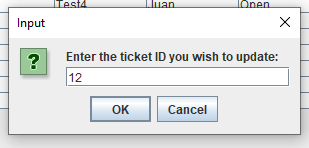 Test4 Juan Open
Input
Enter the ticket ID you wish to update:
12
OK Cancel